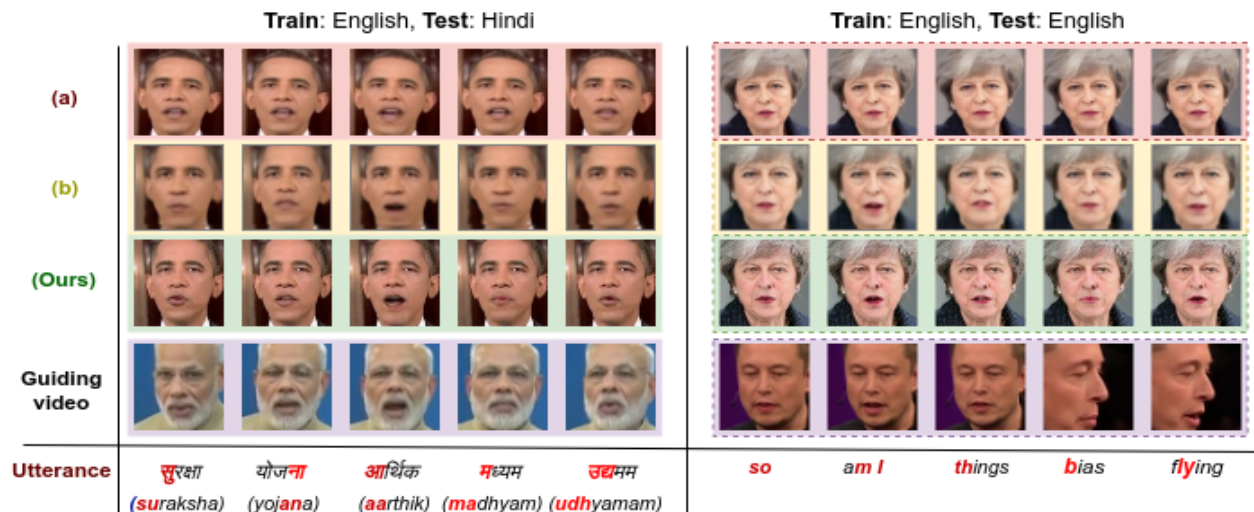 Train: English, Test: Hindi
Train: English, Test: English
(a)
(b)
(Ours)
Guiding
video
Utterance
सुरक्षा योजना आर्थिक मध्यम उद्यमम
so am I things bias flying
(suraksha) (yojana) (aarthik) (madhyam) (udhyamam)